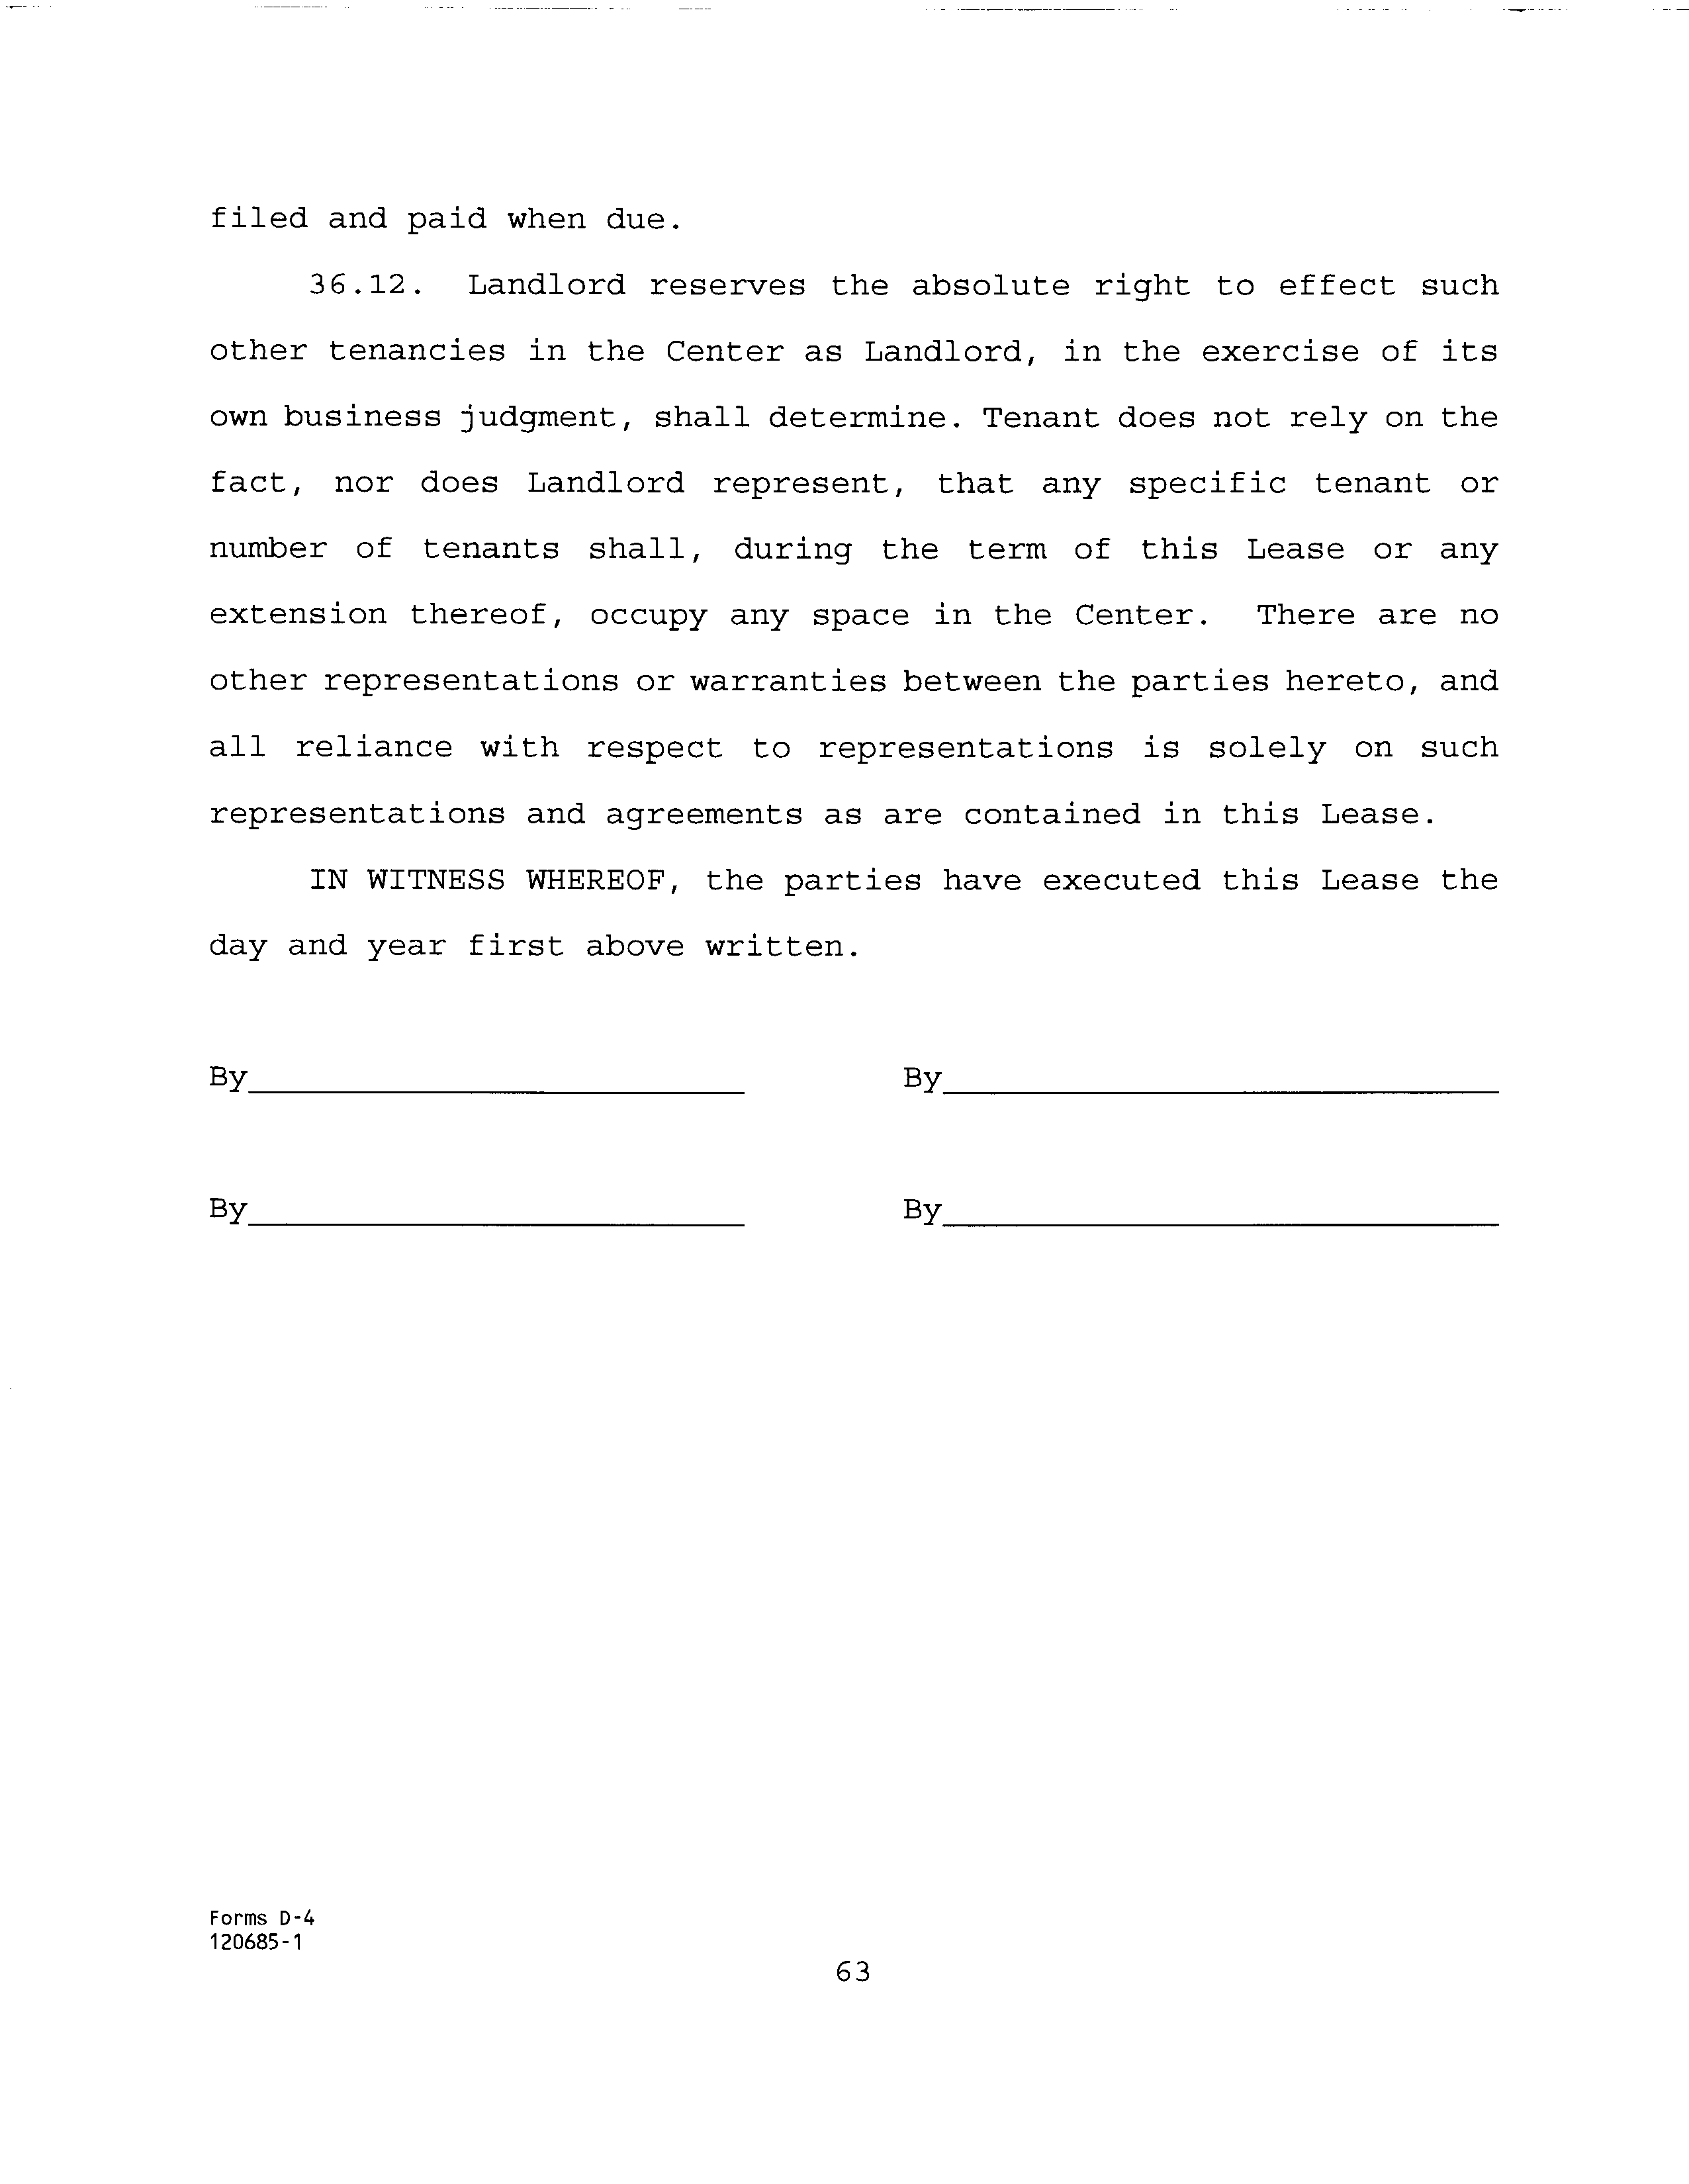 filed and paid when due.
36.12. Landlord reserves the absolute right to effect such
other tenancies in the Center as Landlord, in the exercise of its
own business judgment, shall determine. Tenant does not rely on the
fact, nor does Landlord represent, that any specific tenant or
number of tenants shall, during the term of this Lease or any
extension thereof, occupy any space in the Center. There are no
other representations or warranties between the parties hereto, and
all reliance with respect to representations is solely on such
representations and agreements as are contained in this Lease.
IN WITNESS WHEREOF, the parties have executed this Lease the
day and year first above written.
By By
By By
Forms D-4
120685-1
63